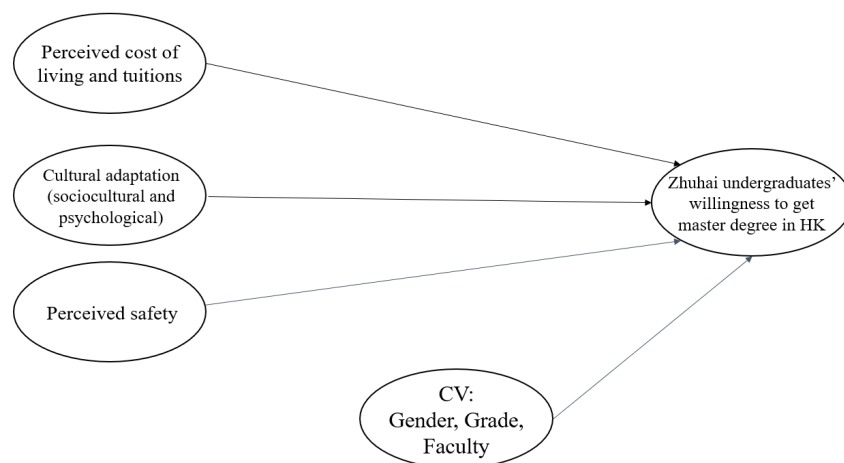 Perceived cost of
living and tuitions
Cultural adaptation
(sociocultural and
psychological)
Perceived safety
Zhuhai undergraduates’
willingness to get
master degree in HK
CV:
Gender, Grade,
Faculty